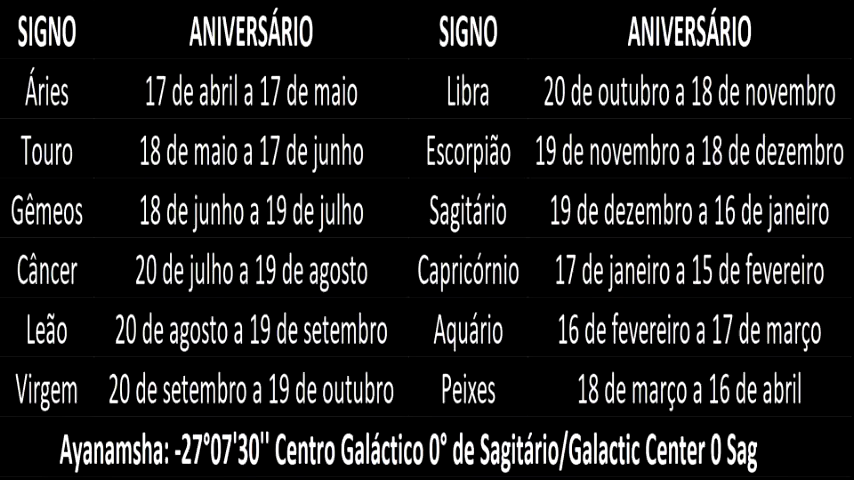 SIGNO ANIVERSÁRIO SIGNO ANIVERSÁRIO
Áries 17 de abril a 17 de maio Libra 20 de outubro a 18 de novembro
Touro 18 de maio a 17 de junho Escorpião 19 de novembro a 18 de dezembro
Gêmeos 18 de junho a 19 de julho Sagitário 19 de dezembro a 16 de janeiro
Câncer 20 de julho a 19 de agosto Capricórnio 17 de janeiro a 15 de fevereiro
Leão 20 de agosto a 19 de setembro Aquário 16 de fevereiro a 17 de março
Virgem 20 de setembro a 19 de outubro Peixes 18 de março a 16 de abril
Ayanamsha: -27°07'30'' Centro Galáctico 0° de Sagitário/Galactic Center 0 Sag